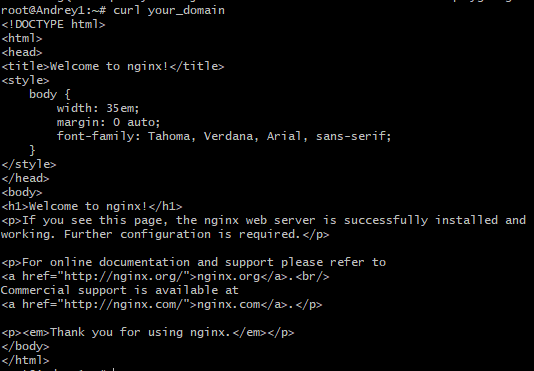 root@Andrey1:~# curl your_domain
<!DOCTYPE html>
<html>
<head>
<title>Welcome to nginx!</title>
<style>
    body {
        width: 35em;
        margin: 0 auto;
        font-family: Tahoma, Verdana, Arial, sans-serif;
    }
</style>
</head>
<body>
<h1>Welcome to nginx!</h1>
<p>If you see this page, the nginx web server is successfully installed and
working. Further configuration is required.</p>

<p>For online documentation and support please refer to
<a href="http://nginx.org/">nginx.org</a>.<br/>
Commercial support is available at
<a href="http://nginx.com/">nginx.com</a>.</p>

<p><em>Thank you for using nginx.</em></p>
</body>
</html>